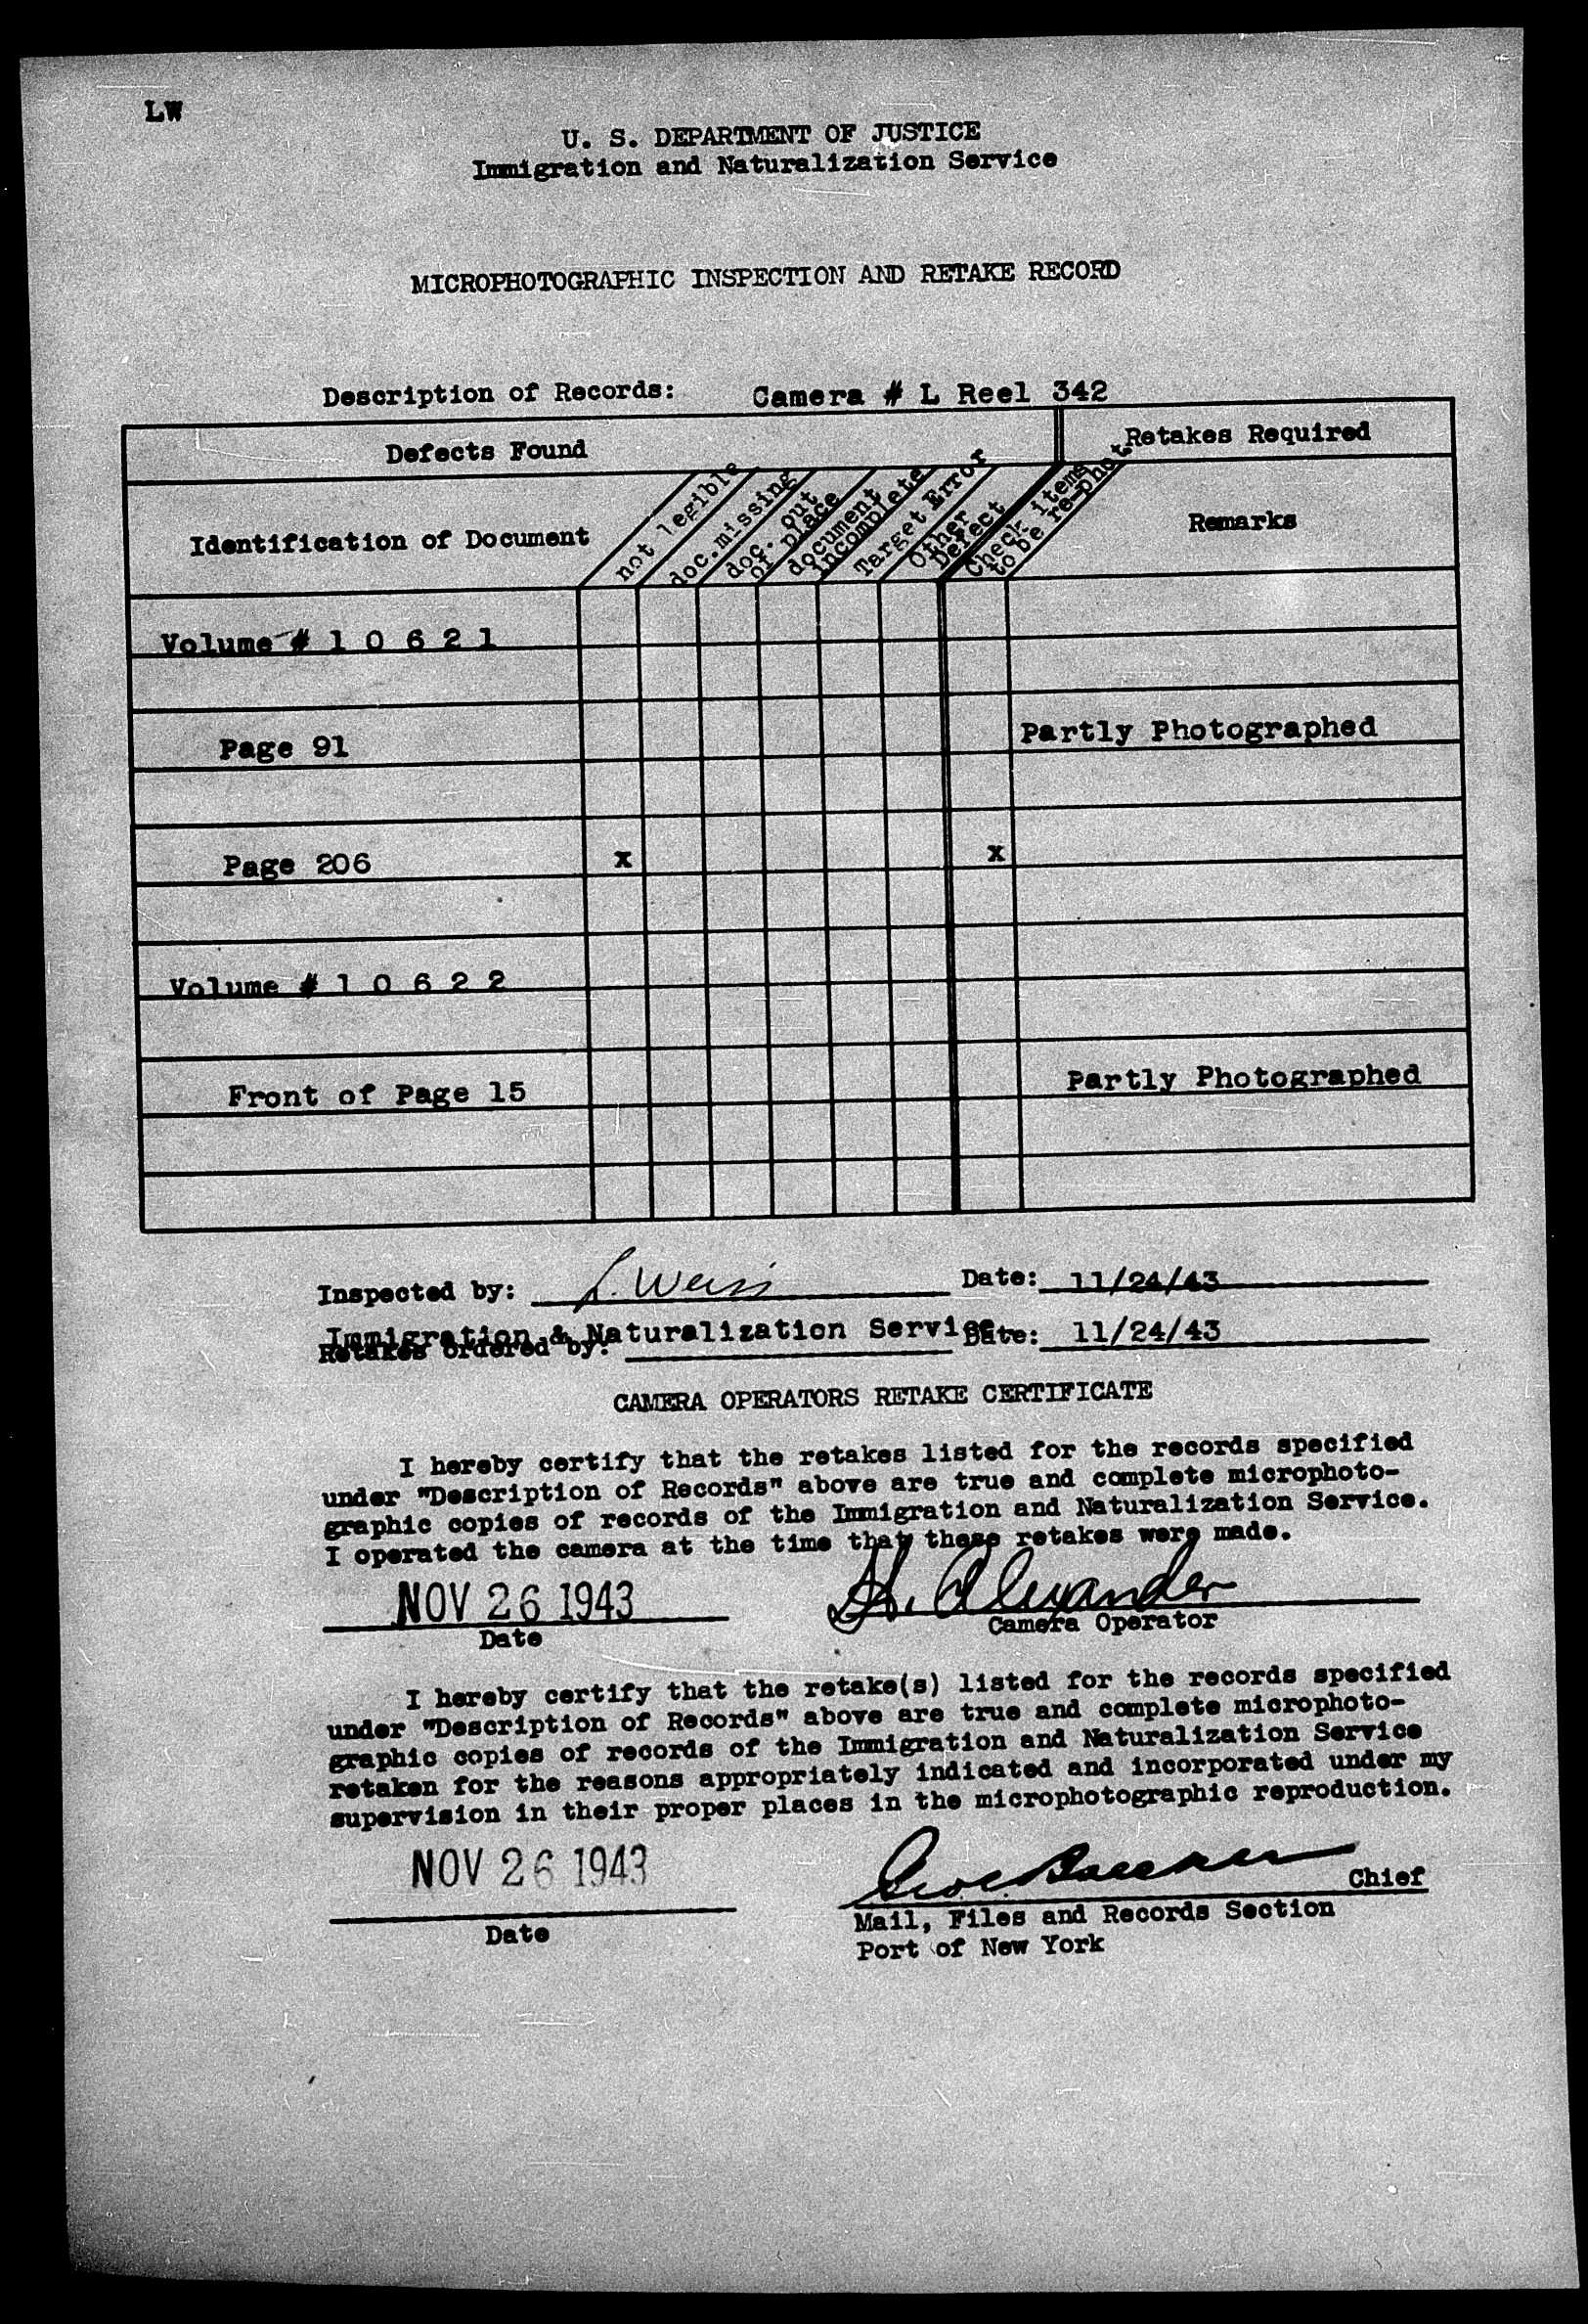 LW
U. S. DEPARTMENT OF JUSTICE
Immigration and Naturalization Service
MICROPHOTOGRAPHIC INSPECTION AND RETAKE RECORD
Description of Records: Camera # L Reel 342
Defects Found
Retakes Required
Identification of Document
not legible
doc. missing
doc. out
of place
document
incomplete
Target Error
Other
Defect
Check items
to be re-phot.
Remarks
Volume # 1 0 6 2 1
Page 91 Partly Photographed
Page 206 x x
Volume # 1 0 6 2 2
Front of Page 15 Partly Photographed
Inspected by: L. Weiss Date: 11/24/43
Immigration & Naturalization Service
Retakes ordered by: Date: 11/24/43
CAMERA OPERATORS RETAKE CERTIFICATE
I hereby certify that the retakes listed for the records specified
under "Description of Records" above are true and complete microphoto-
graphic copies of records of the Immigration and Naturalization Service.
I operated the camera at the time that these retakes were made.
NOV 26 1943 H. Alexander
Date Camera Operator
I hereby certify that the retake(s) listed for the records specified
under "Description of Records" above are true and complete microphoto-
graphic copies of records of the Immigration and Naturalization Service
retaken for the reasons appropriately indicated and incorporated under my
supervision in their proper places in the microphotographic reproduction.
NOV 26 1943 Chief
Date Mail, Files and Records Section
Port of New York